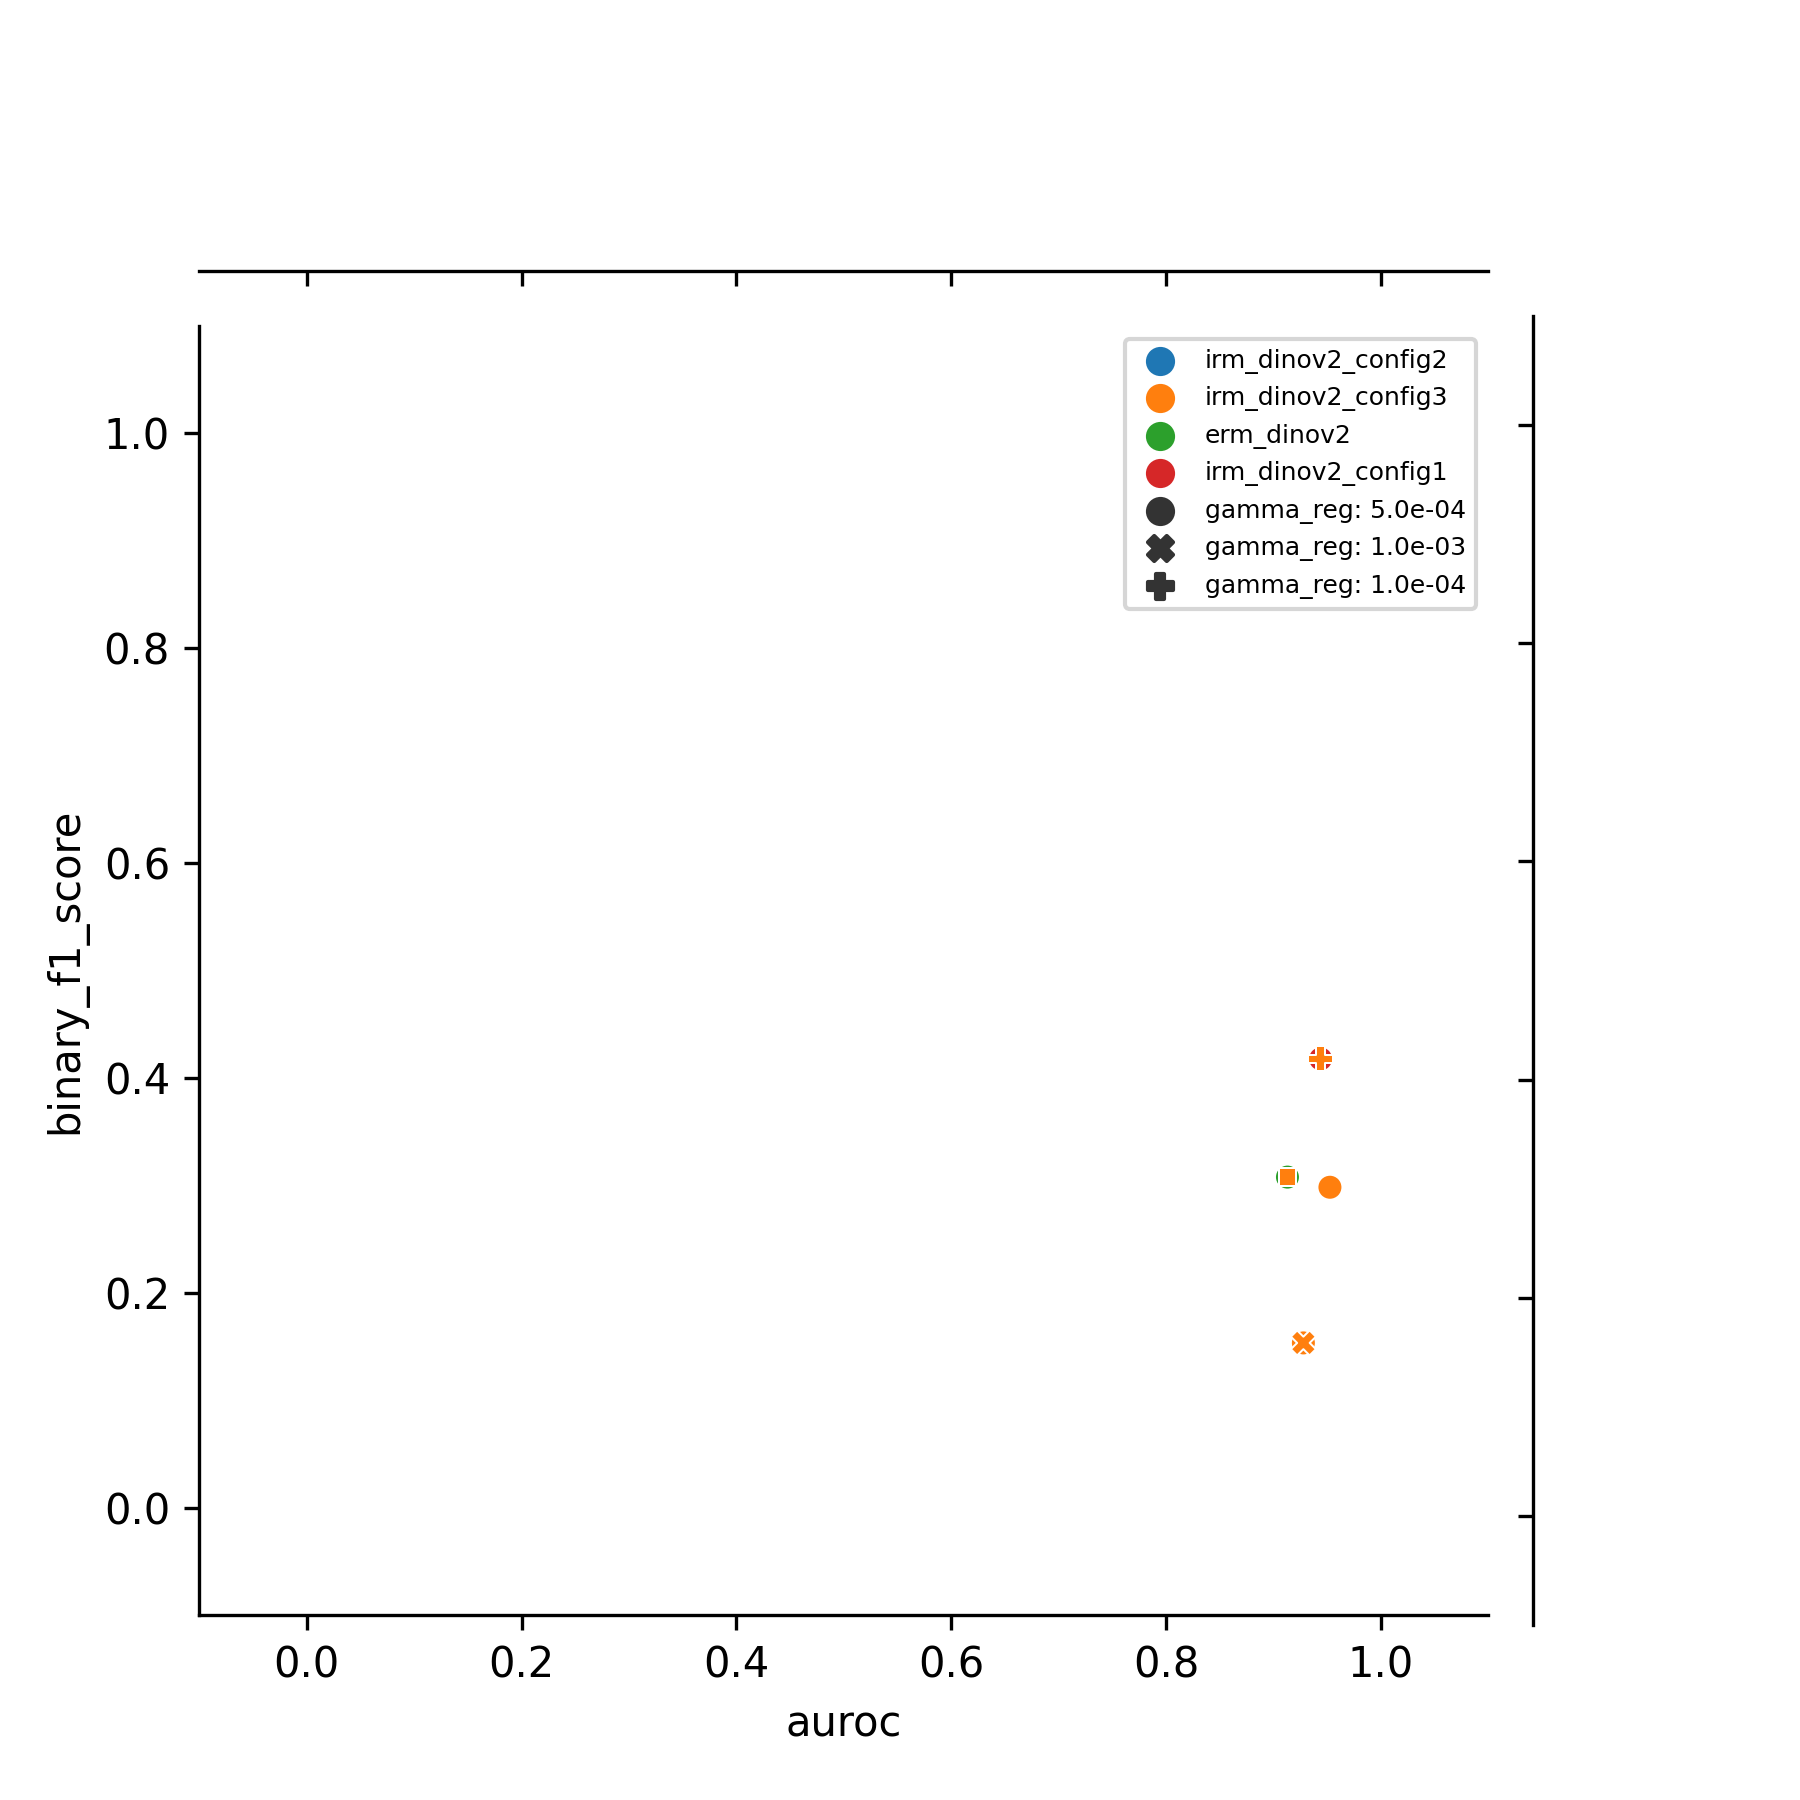 irm_dinov2_config2
irm_dinov2_config3
erm_dinov2
irm_dinov2_config1
gamma_reg: 5.0e-04
gamma_reg: 1.0e-03
gamma_reg: 1.0e-04
1.0
0.8
0.6
0.4
0.2
0.0
binary_f1_score
0.0 0.2 0.4 0.6 0.8 1.0
auroc